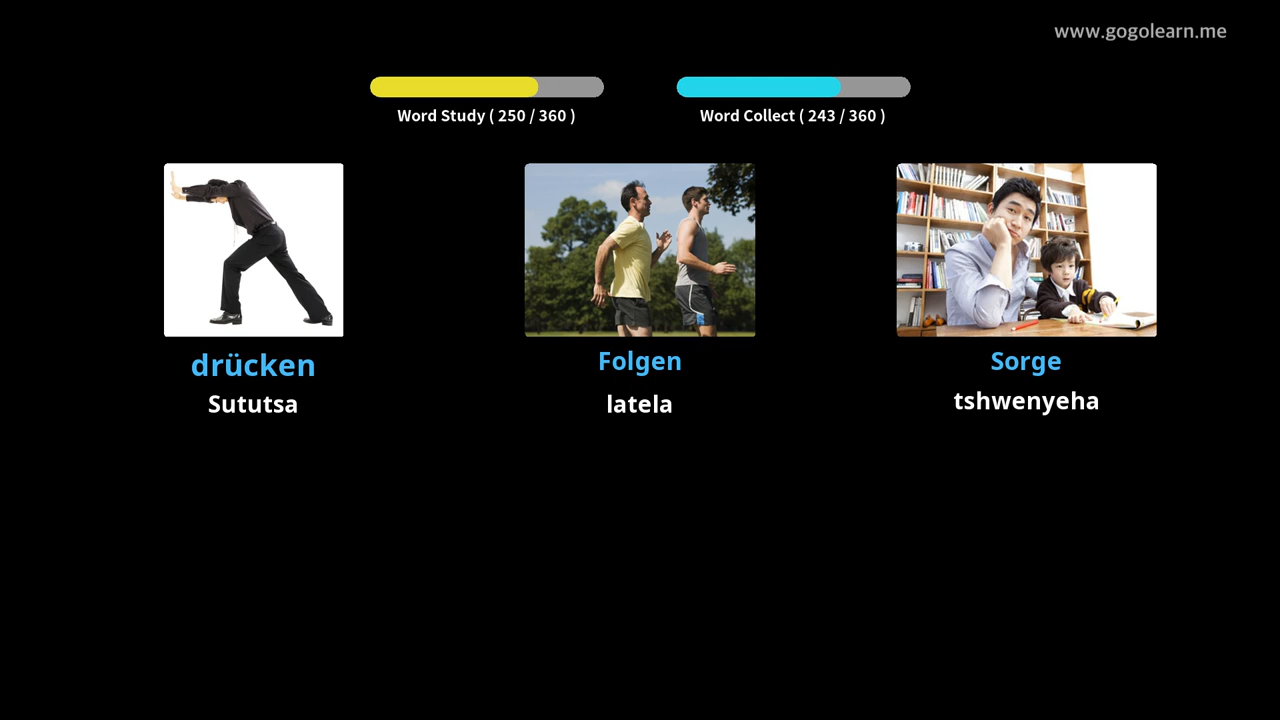 www.gogolearn.me
Word Study ( 250 / 360 )
Word Collect ( 243 / 360 )
drücken
Sututsa
Folgen
latela
Sorge
tshwenyeha